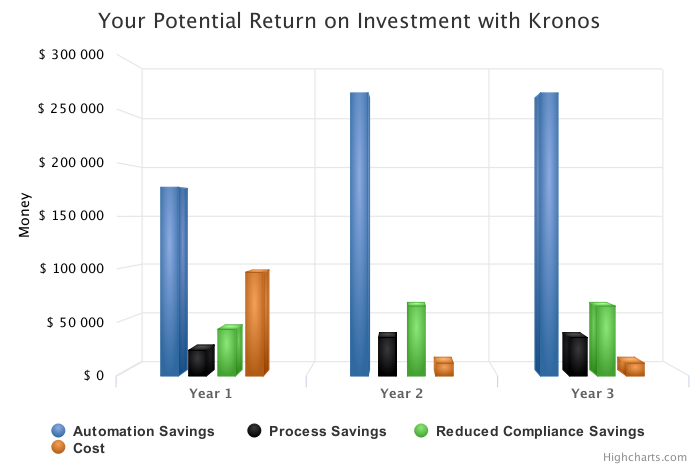 Your Potential Return on Investment with Kronos
$ 300 000
$ 250 000
$ 200 000
$ 150 000
$ 100 000
$ 50 000
$ 0
Money
Year 1
Year 2
Year 3
Automation Savings
Process Savings
Reduced Compliance Savings
Cost
Highcharts.com